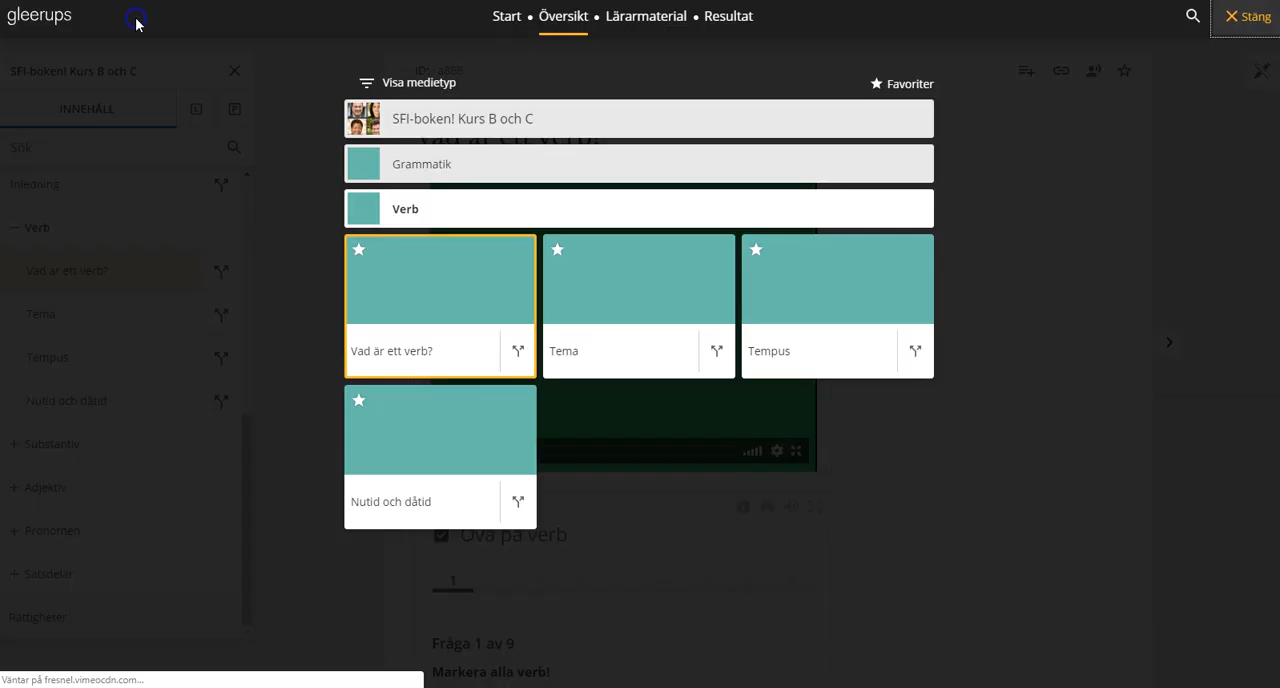 gleerups
Start • Översikt • Lärarmaterial • Resultat
Stäng
SFI-boken! Kurs B och C
INNEHÅLL
Sök
Inledning
Verb
Vad är ett verb?
Tema
Tempus
Nutid och dåtid
+ Substantiv
+ Adjektiv
+ Pronomen
+ Satsdelar
Rättigheter
Visa medietyp
Favoriter
SFI-boken! Kurs B och C
Grammatik
Verb
Vad är ett verb?
Tema
Tempus
Nutid och dåtid
Öva på verb
1
Fråga 1 av 9
Markera alla verb!
Väntar på fresnel.vimeocdn.com...